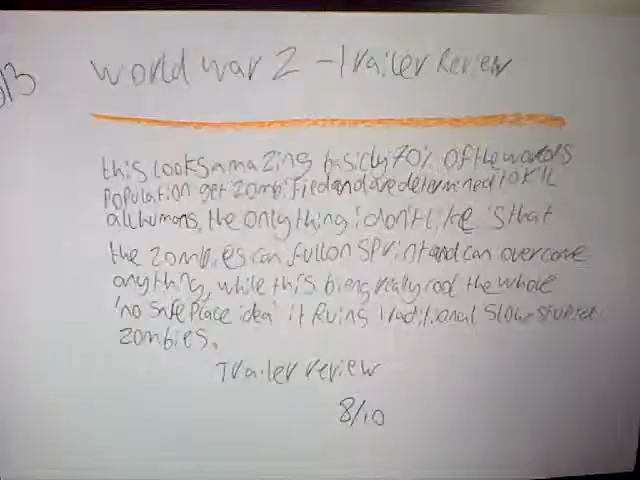 13
World War Z - Trailer Review
this looks amazing basicly 70% of the worlds
Population get zombified and are determined to Kill
all humans, the only thing i don't like is that
the zombies can full on sprint and can overcome
anything, while this bieng really cool the whole
'no Safe Place idea' it Ruins traditional Slow stupid
zombies.
Trailer review
8/10